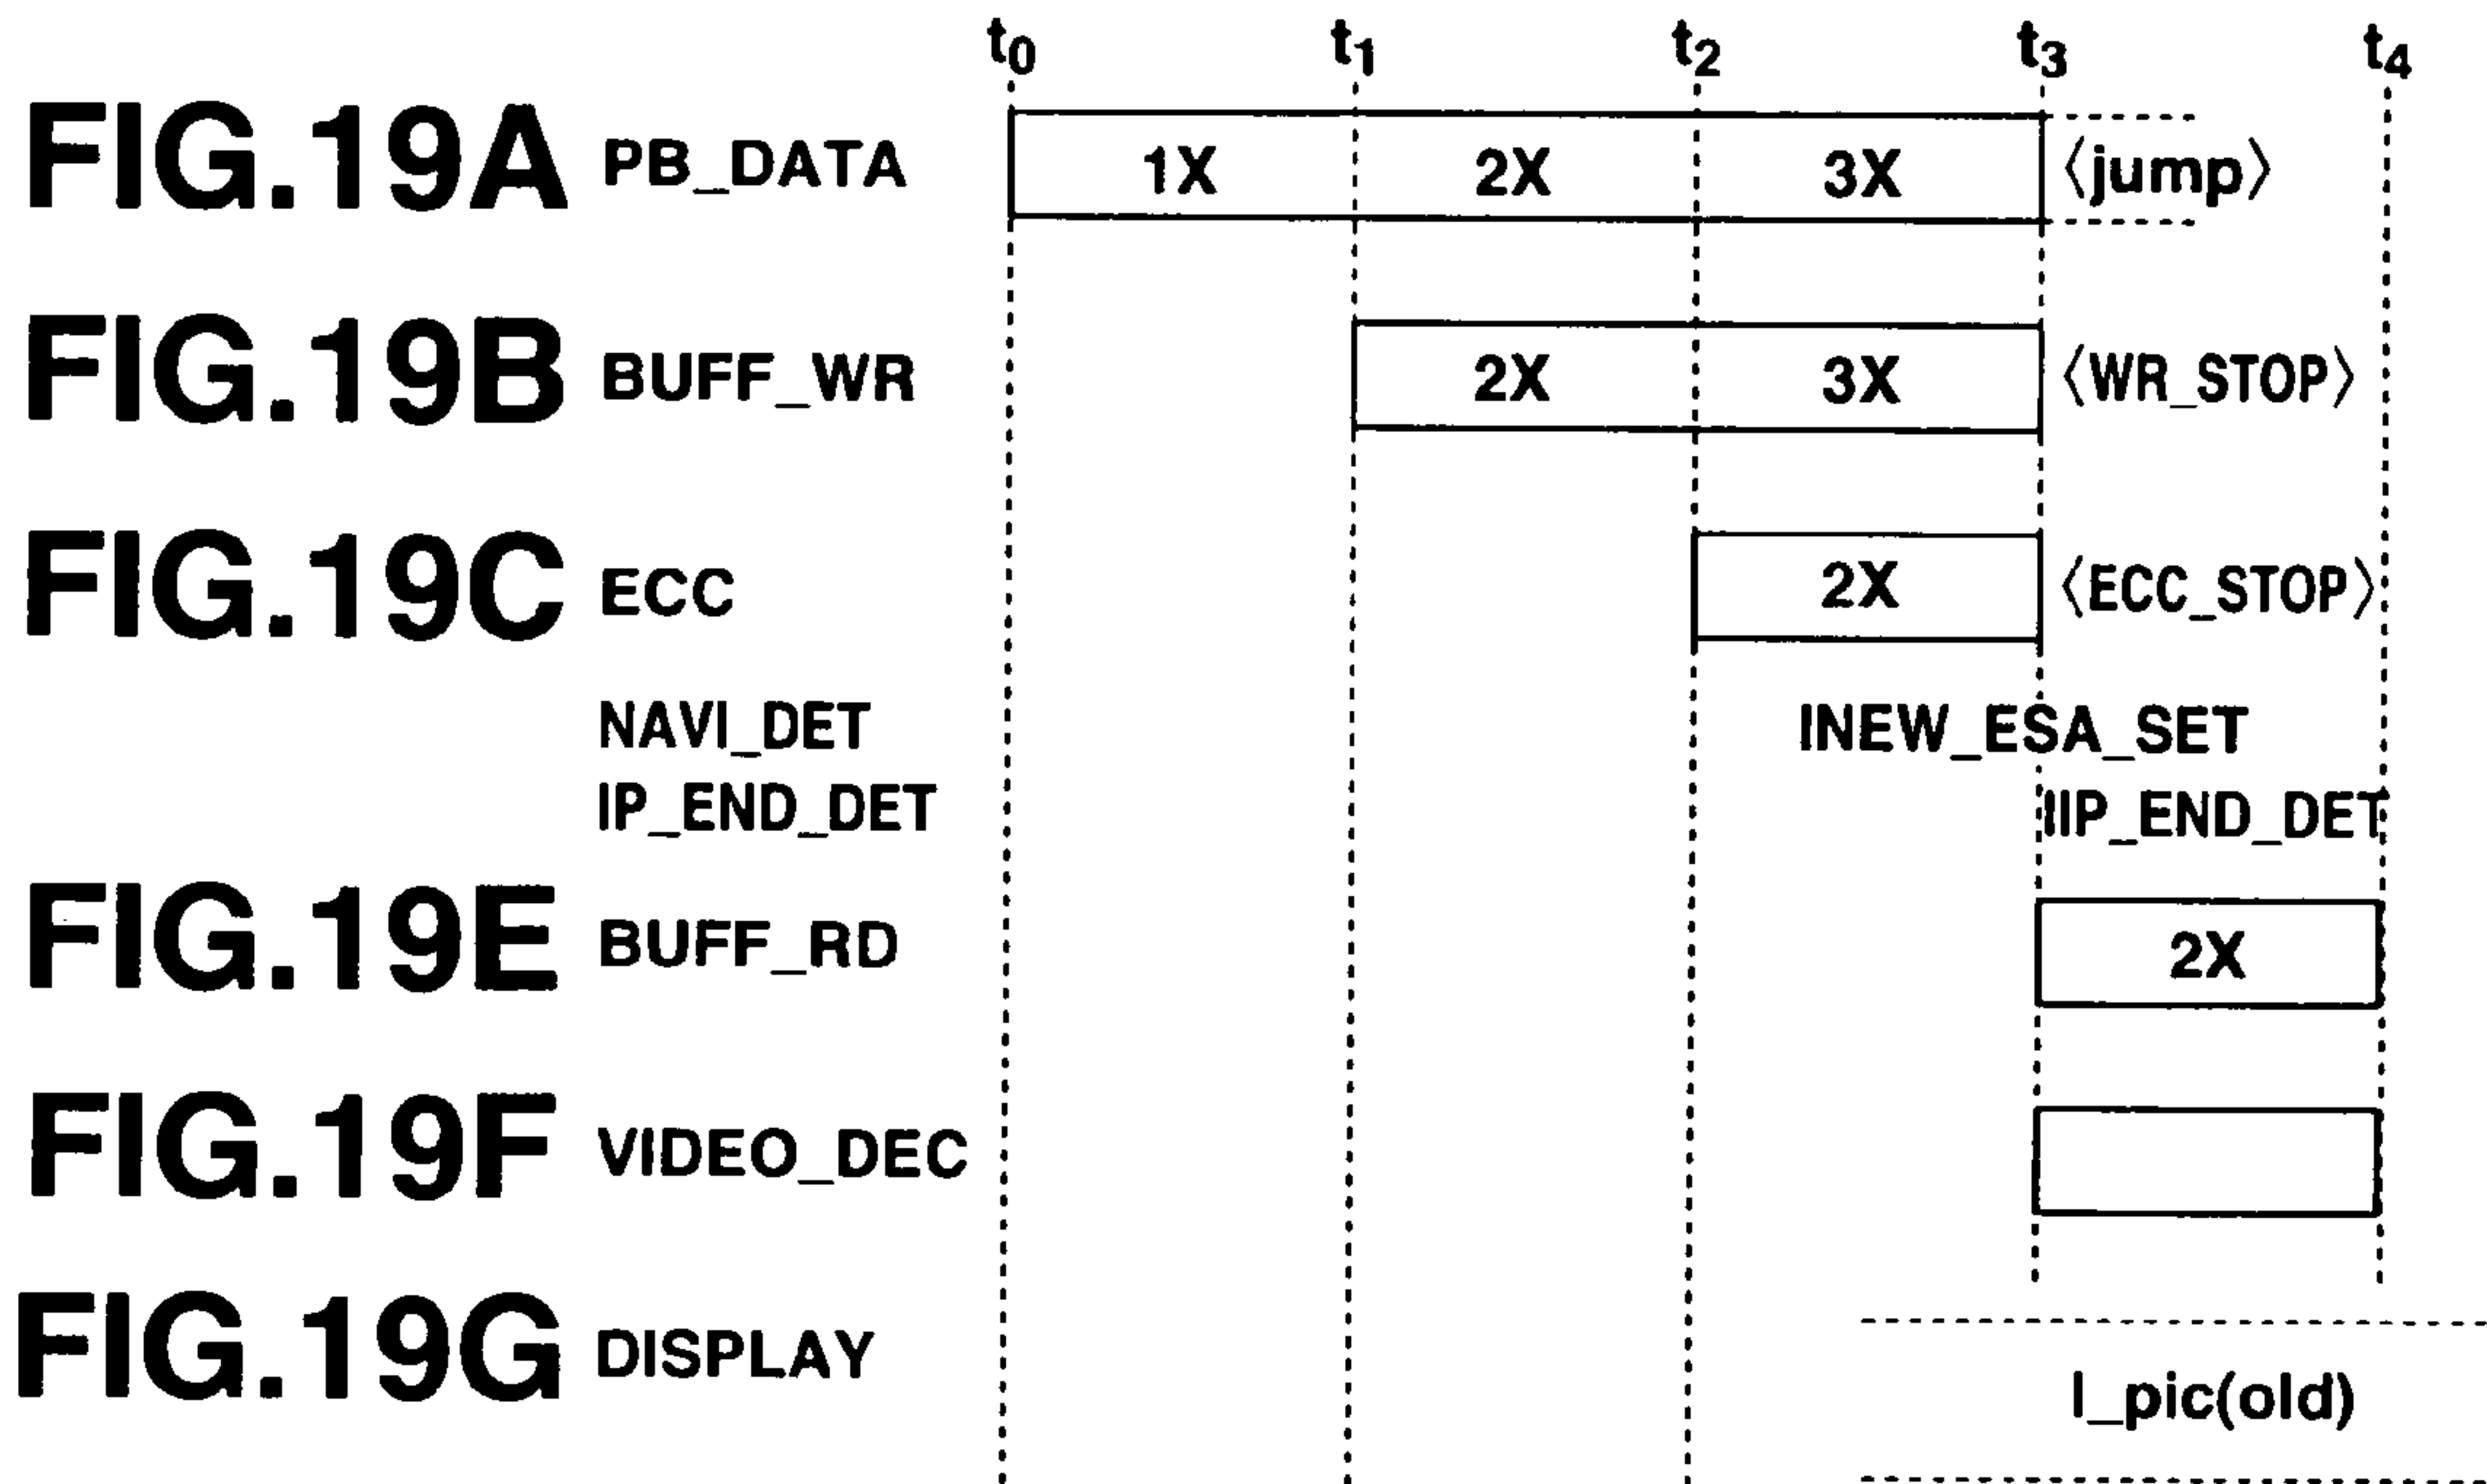 t0 t1 t2 t3 t4
FIG.19A PB_DATA 1X 2X 3X 〈jump〉
FIG.19B BUFF_WR 2X 3X 〈WR_STOP〉
FIG.19C ECC 2X 〈ECC_STOP〉
NAVI_DET INEW_ESA_SET
IP_END_DET IIP_END_DET
FIG.19E BUFF_RD 2X
FIG.19F VIDEO_DEC
FIG.19G DISPLAY
I_pic(old)